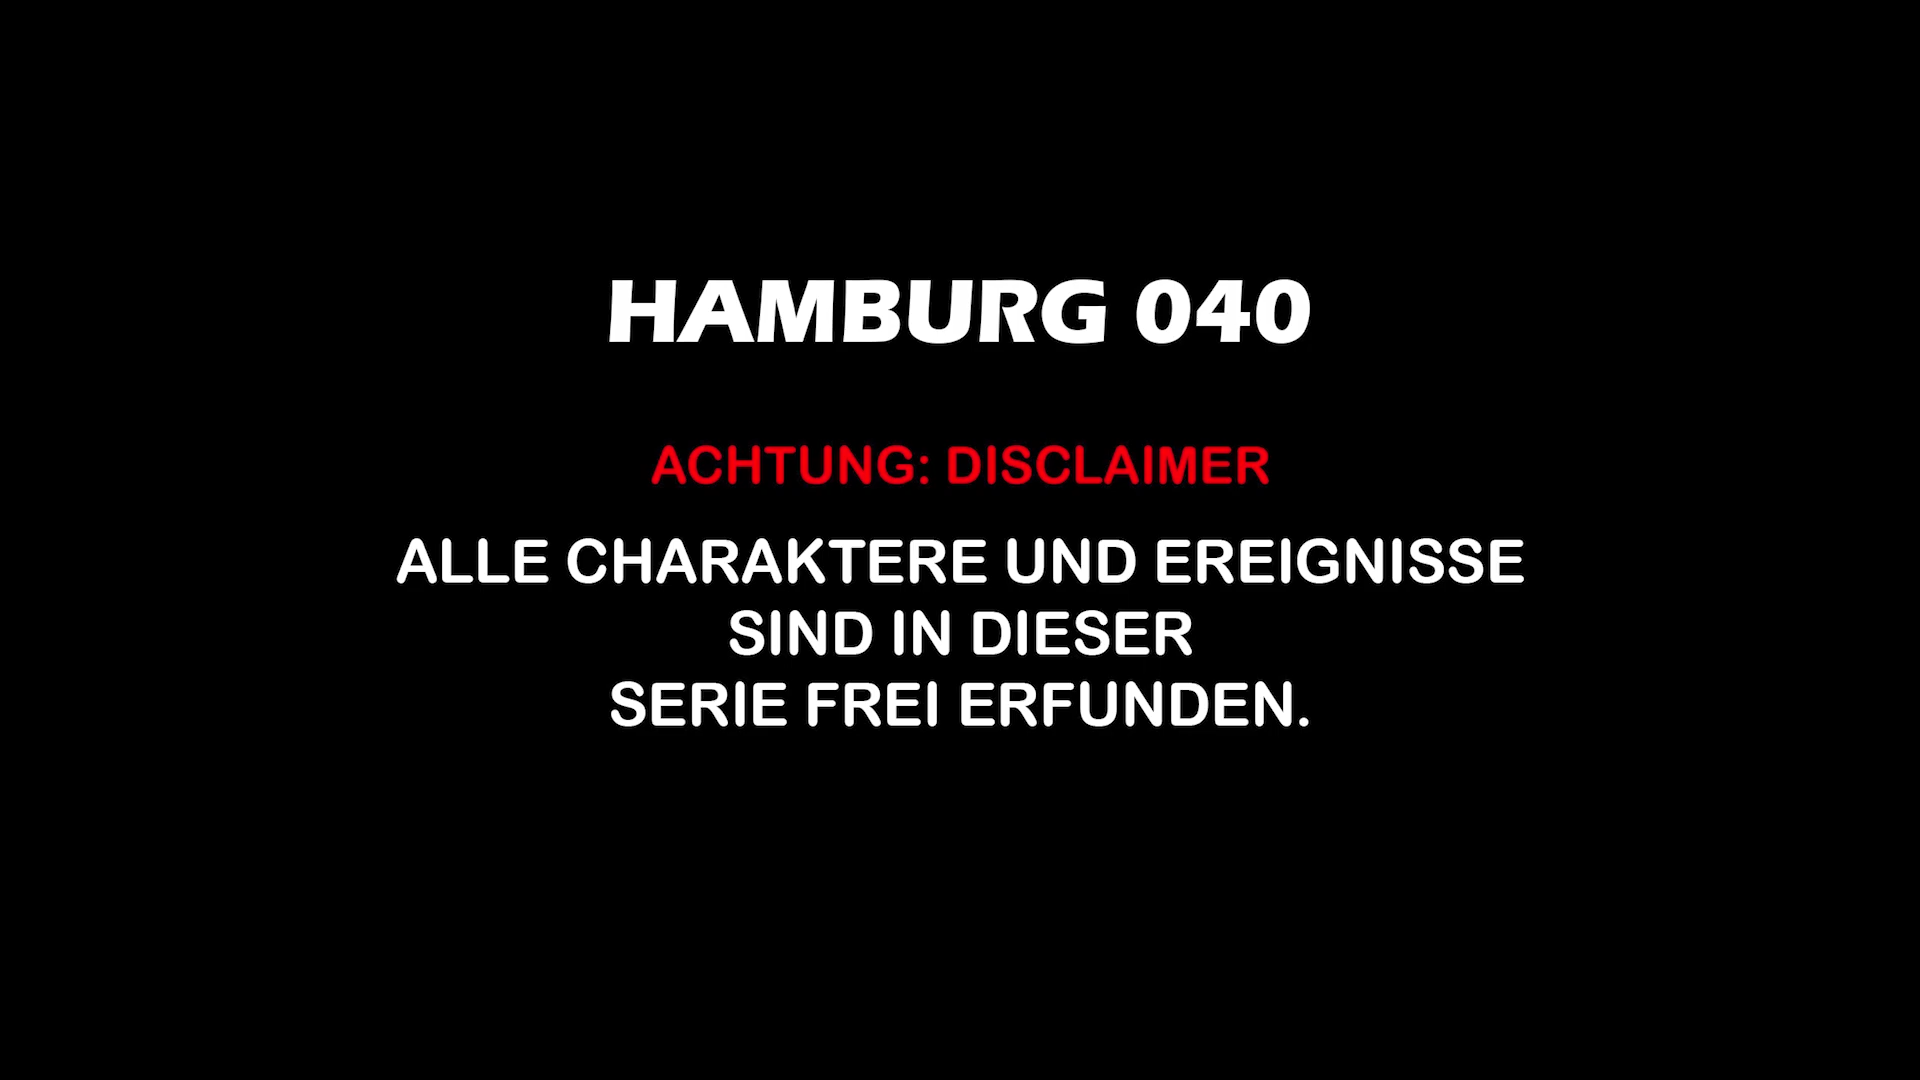 HAMBURG 040
ACHTUNG: DISCLAIMER
ALLE CHARAKTERE UND EREIGNISSE
SIND IN DIESER
SERIE FREI ERFUNDEN.